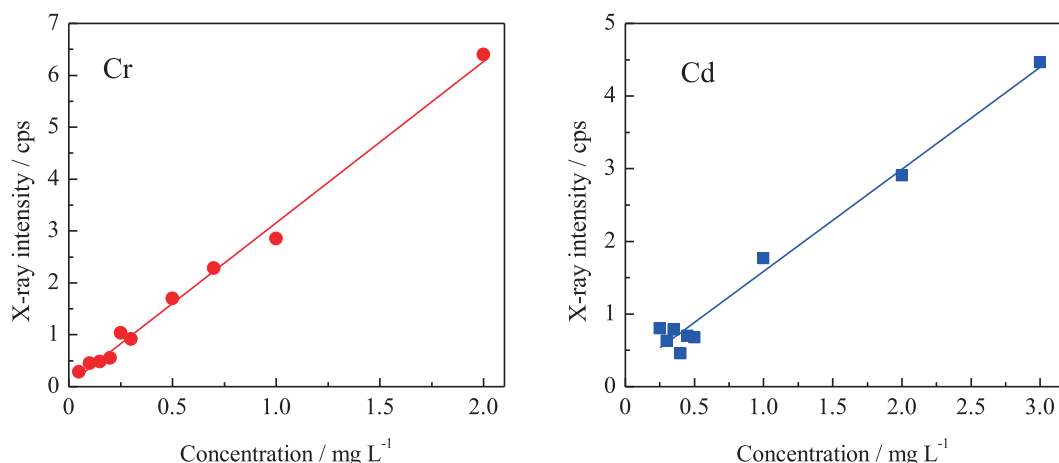 Cr
X-ray intensity / cps
7
6
5
4
3
2
1
0
0 0.5 1.0 1.5 2.0
Concentration / mg L⁻¹
Cd
X-ray intensity / cps
5
4
3
2
1
0
0 0.5 1.0 1.5 2.0 2.5 3.0
Concentration / mg L⁻¹